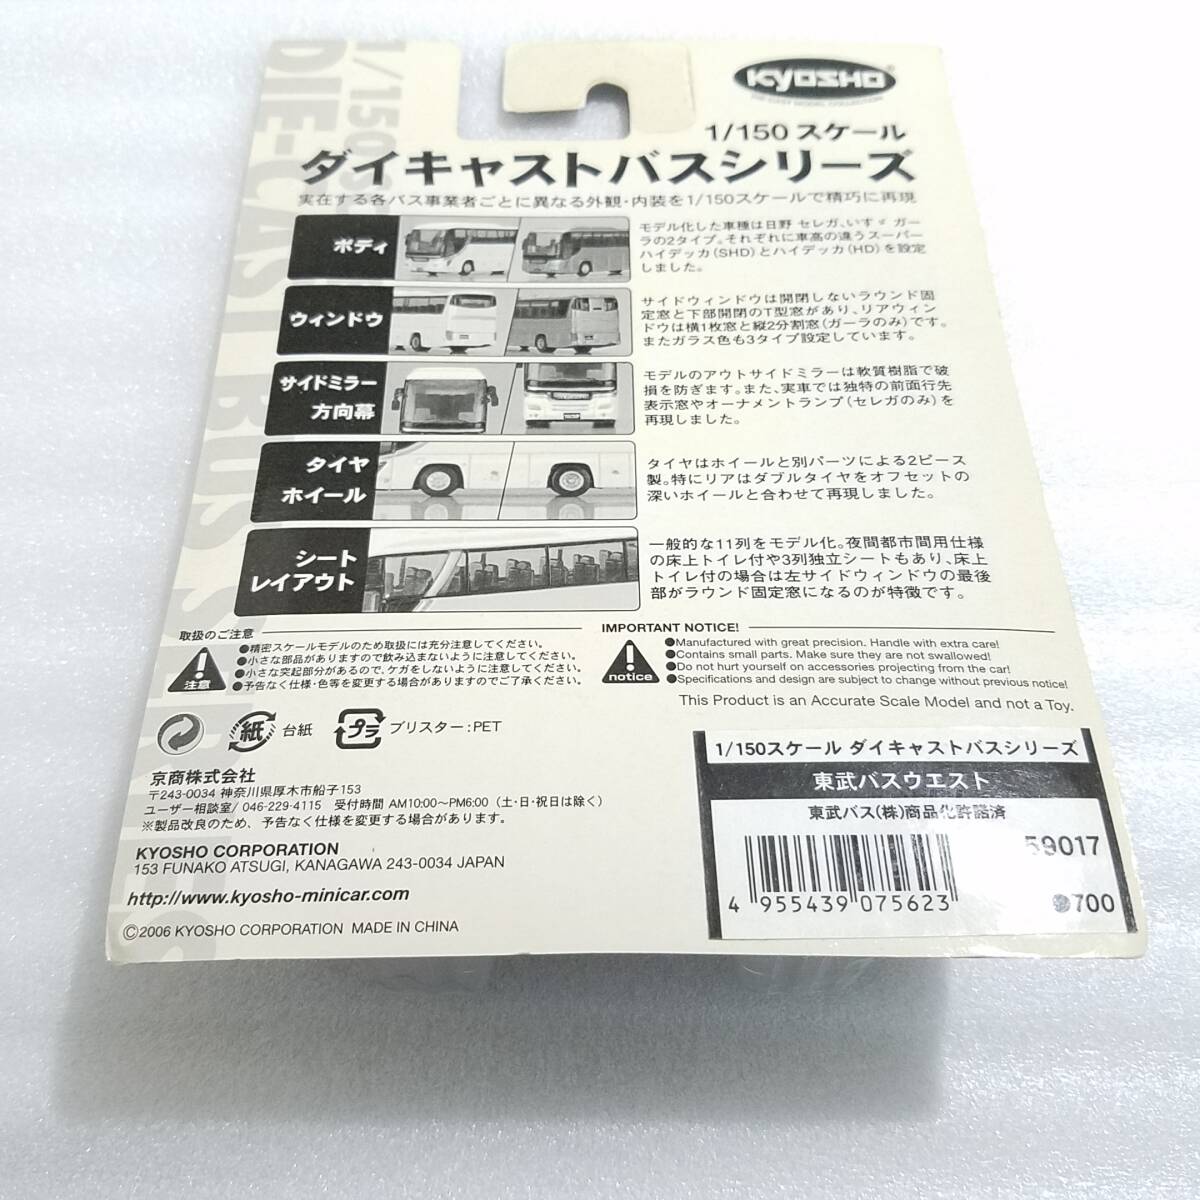 1/150 S
DIE-CAST BUS SERIES
KYOSHO
DIE CAST MODEL COLLECTION
1/150 スケール
ダイキャストバスシリーズ
実在する各バス事業者ごとに異なる外観・内装を1/150スケールで精巧に再現
ボディ
モデル化した車種は日野 セレガ、いすゞ ガー
ラの2タイプ。それぞれに車高の違うスーパー
ハイデッカ(SHD)とハイデッカ(HD)を設定
しました。
ウィンドウ
サイドウィンドウは開閉しないラウンド固
定窓と下部開閉のT型窓があり、リアウィン
ドウは横1枚窓と縦2分割窓(ガーラのみ)です。
またガラス色も3タイプ設定しています。
サイドミラー
方向幕
モデルのアウトサイドミラーは軟質樹脂で破
損を防ぎます。また、実車では独特の前面行先
表示窓やオーナメントランプ(セレガのみ)を
再現しました。
タイヤ
ホイール
タイヤはホイールと別パーツによる2ピース
製。特にリアはダブルタイヤをオフセットの
深いホイールと合わせて再現しました。
シート
レイアウト
一般的な11列をモデル化。夜間都市間用仕様
の床上トイレ付や3列独立シートもあり、床上
トイレ付の場合は左サイドウィンドウの最後
部がラウンド固定窓になるのが特徴です。
取扱のご注意
注意
●精密スケールモデルのため取扱には充分注意してください。
●小さな部品がありますので飲み込まないように注意してください。
●小さな突起部分があるので、ケガをしないように注意してください。
●予告なく仕様・色等を変更する場合がありますのでご了承ください。
IMPORTANT NOTICE!
notice
●Manufactured with great precision. Handle with extra care!
●Contains small parts. Make sure they are not swallowed!
●Do not hurt yourself on accessories projecting from the car!
●Specifications and design are subject to change without previous notice!
This Product is an Accurate Scale Model and not a Toy.
紙 台紙 プラ ブリスター:PET
京商株式会社
〒243-0034 神奈川県厚木市船子153
ユーザー相談室/ 046-229-4115 受付時間 AM10:00～PM6:00 (土・日・祝日は除く)
※製品改良のため、予告なく仕様を変更する場合があります。
KYOSHO CORPORATION
153 FUNAKO ATSUGI, KANAGAWA 243-0034 JAPAN
http://www.kyosho-minicar.com
©2006 KYOSHO CORPORATION MADE IN CHINA
1/150スケール ダイキャストバスシリーズ
東武バスウエスト
東武バス(株)商品化許諾済
59017
4 955439 075623
●700